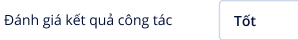 Đánh giá kết quả công tác Tốt